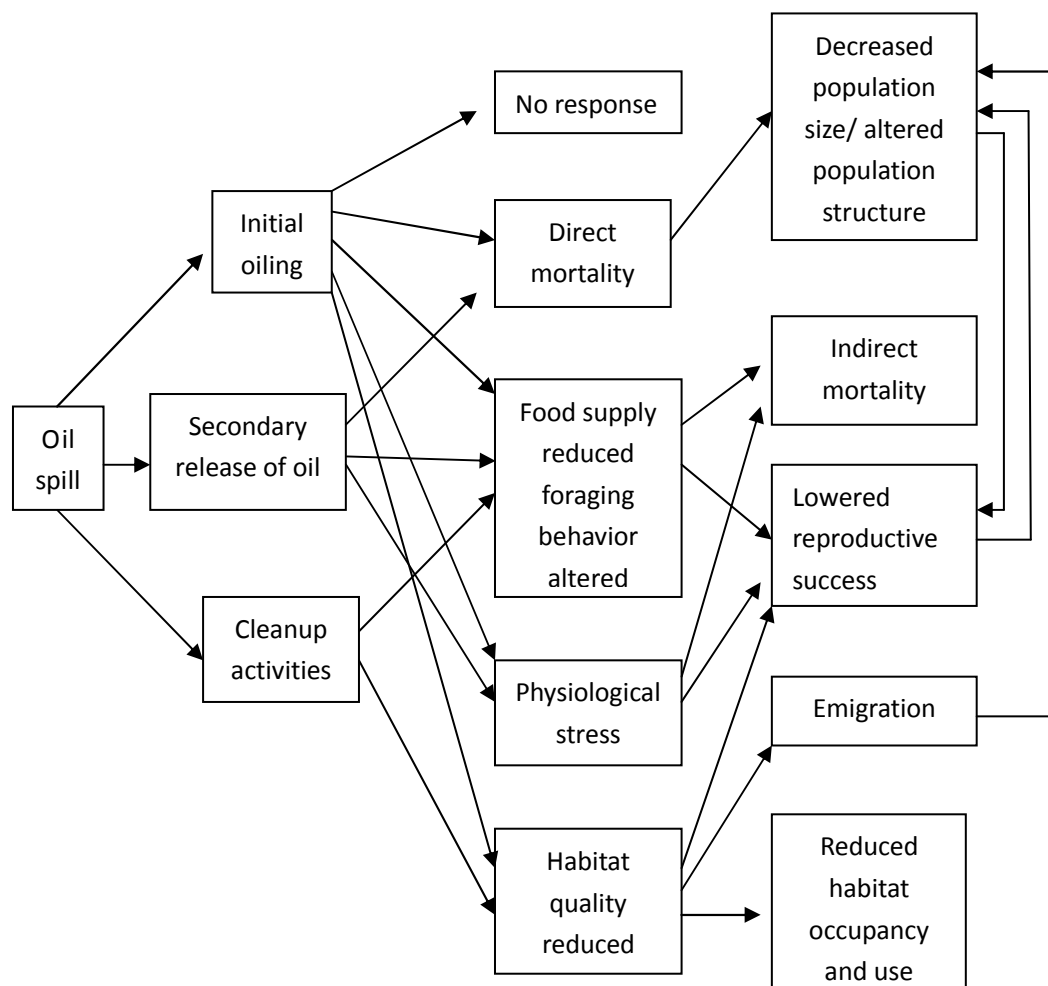 Oil
spill
Initial
oiling
Secondary
release of oil
Cleanup
activities
No response
Direct
mortality
Food supply
reduced
foraging
behavior
altered
Physiological
stress
Habitat
quality
reduced
Decreased
population
size/ altered
population
structure
Indirect
mortality
Lowered
reproductive
success
Emigration
Reduced
habitat
occupancy
and use